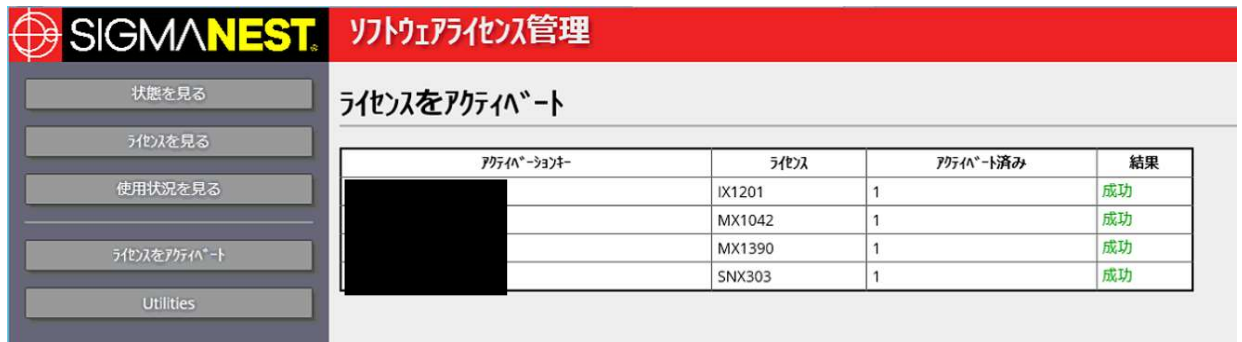 SIGMANEST® ソフトウェアライセンス管理
状態を見る
ライセンスをアクティベート
ライセンスを見る
アクティベーションキー ライセンス アクティベート済み 結果
使用状況を見る
IX1201 1 成功
MX1042 1 成功
ライセンスをアクティベート
MX1390 1 成功
SNX303 1 成功
Utilities